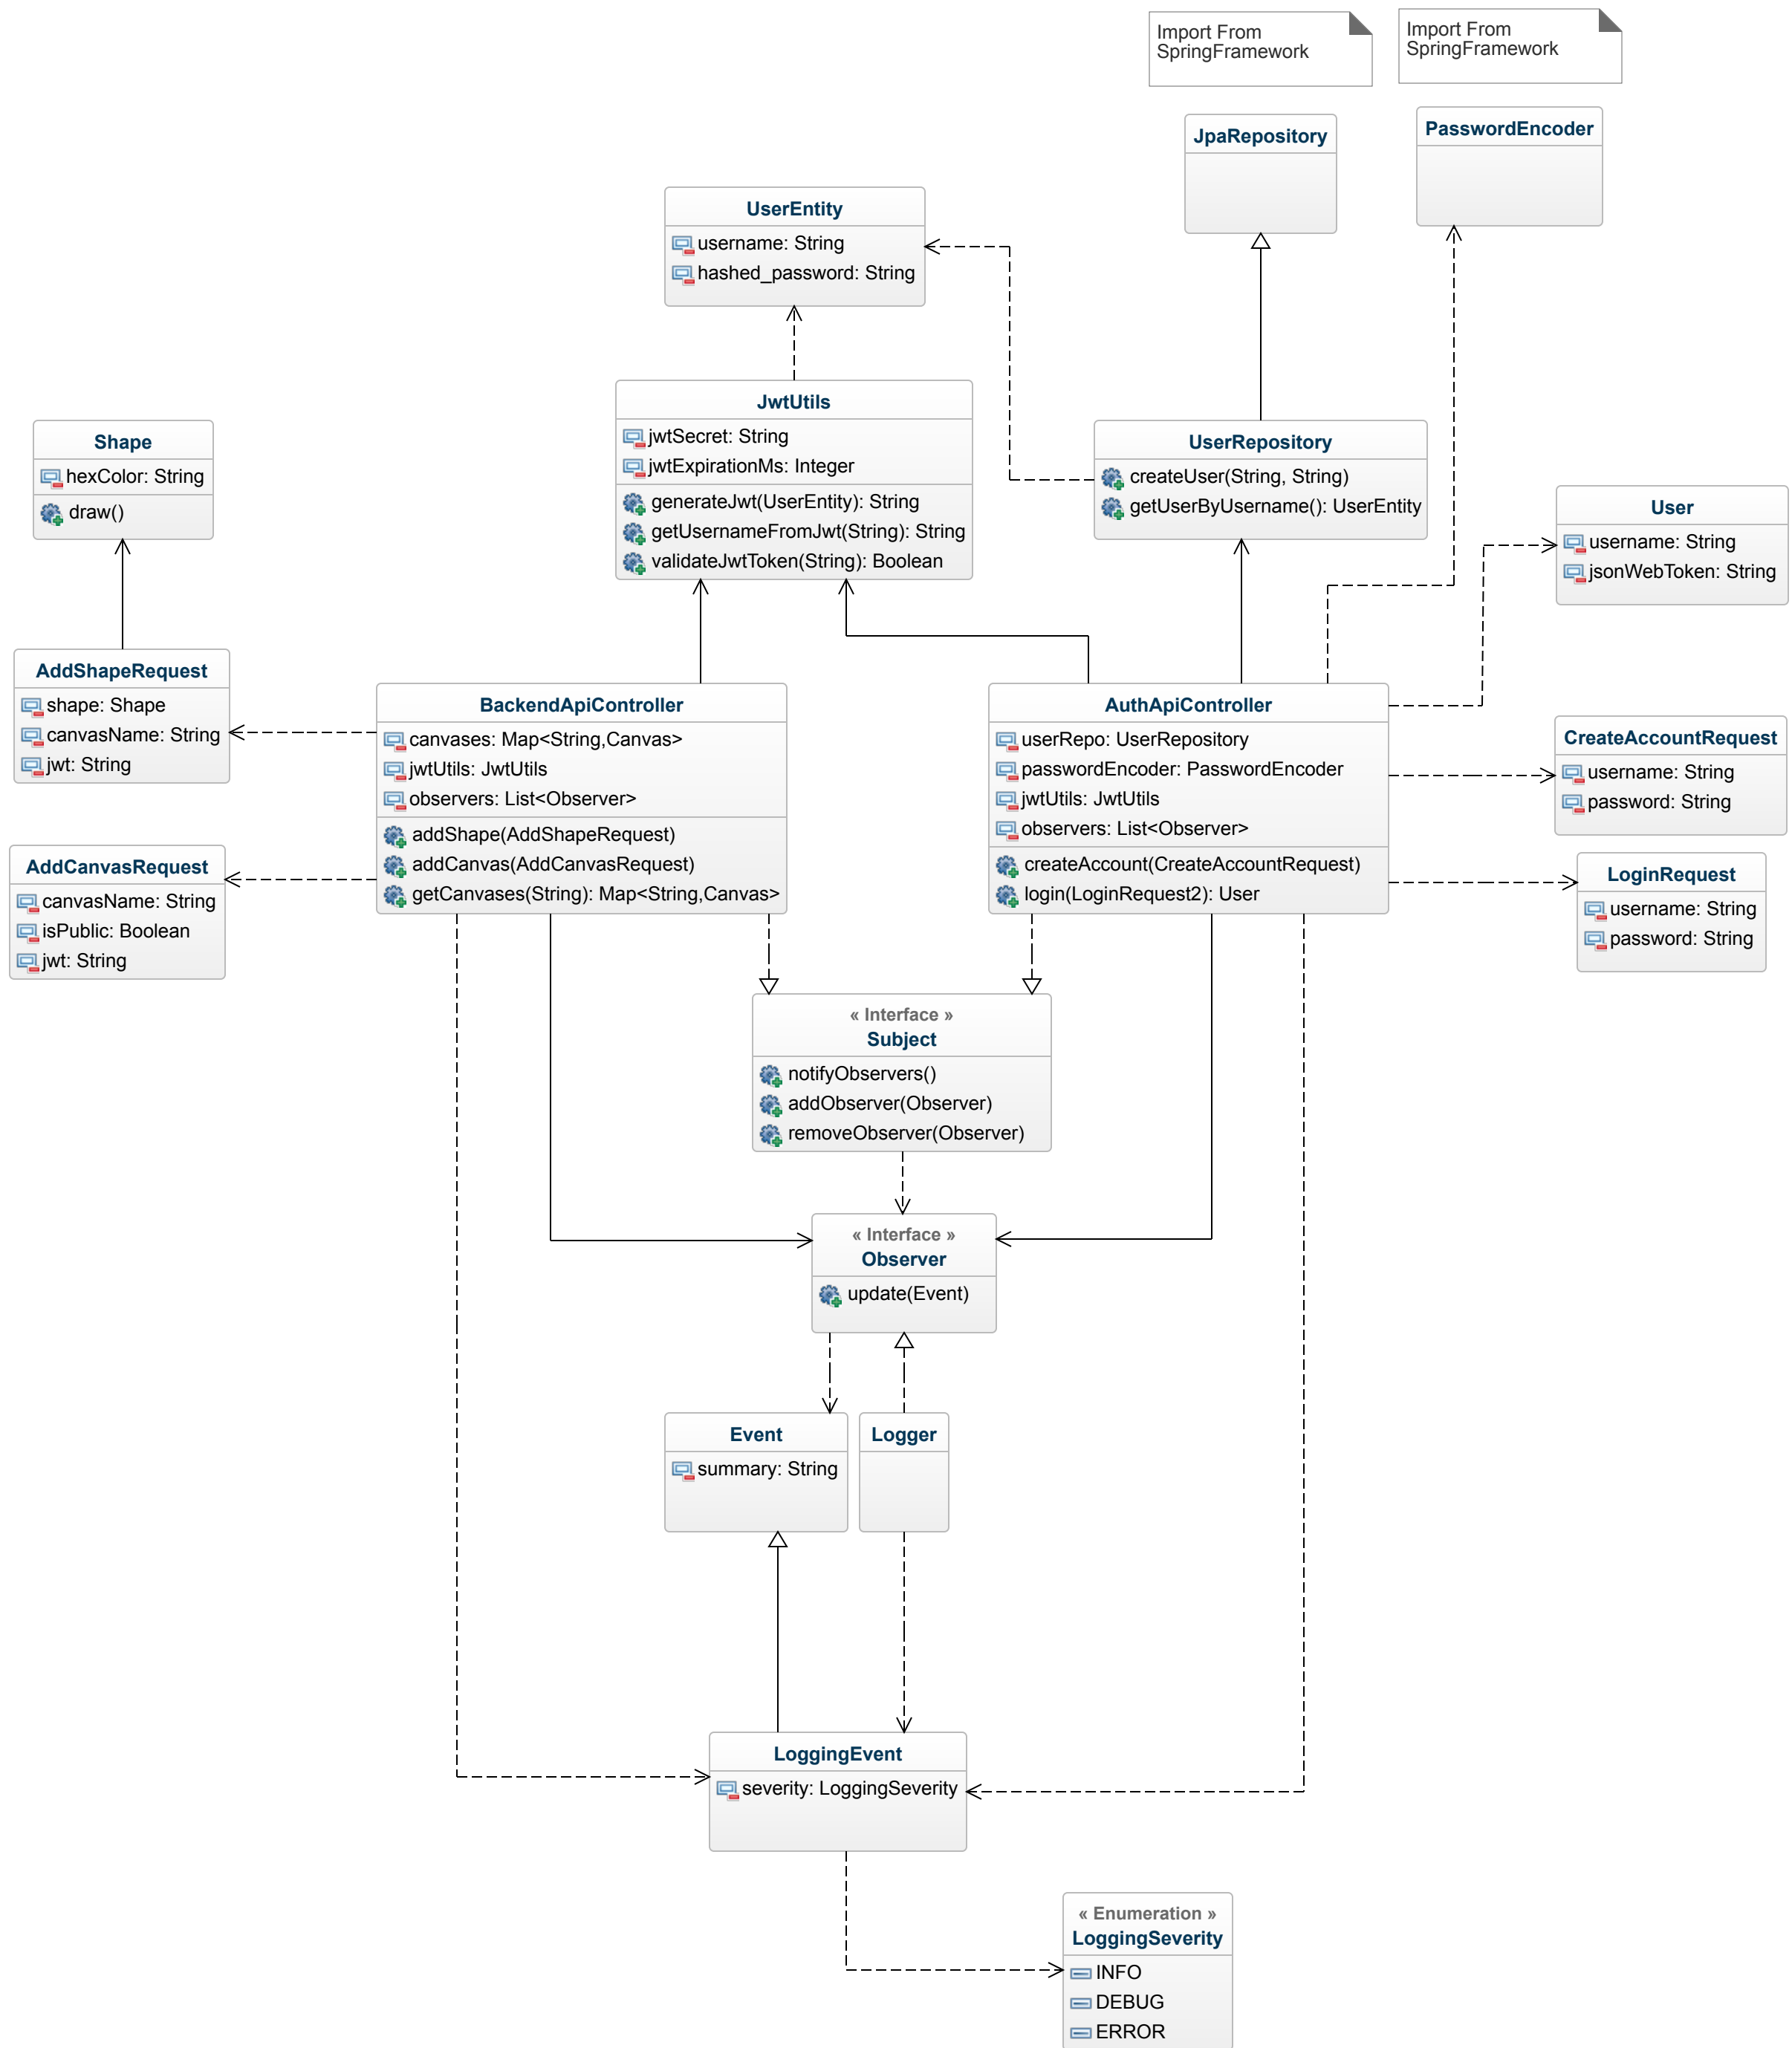 Import From
SpringFramework
Import From
SpringFramework
JpaRepository
PasswordEncoder
UserEntity
username: String
hashed_password: String
JwtUtils
jwtSecret: String
jwtExpirationMs: Integer
generateJwt(UserEntity): String
getUsernameFromJwt(String): String
validateJwtToken(String): Boolean
Shape
hexColor: String
draw()
UserRepository
createUser(String, String)
getUserByUsername(): UserEntity
User
username: String
jsonWebToken: String
AddShapeRequest
shape: Shape
canvasName: String
jwt: String
BackendApiController
canvases: Map<String,Canvas>
jwtUtils: JwtUtils
observers: List<Observer>
addShape(AddShapeRequest)
addCanvas(AddCanvasRequest)
getCanvases(String): Map<String,Canvas>
AuthApiController
userRepo: UserRepository
passwordEncoder: PasswordEncoder
jwtUtils: JwtUtils
observers: List<Observer>
createAccount(CreateAccountRequest)
login(LoginRequest2): User
CreateAccountRequest
username: String
password: String
AddCanvasRequest
canvasName: String
isPublic: Boolean
jwt: String
LoginRequest
username: String
password: String
« Interface »
Subject
notifyObservers()
addObserver(Observer)
removeObserver(Observer)
« Interface »
Observer
update(Event)
Event
summary: String
Logger
LoggingEvent
severity: LoggingSeverity
« Enumeration »
LoggingSeverity
INFO
DEBUG
ERROR